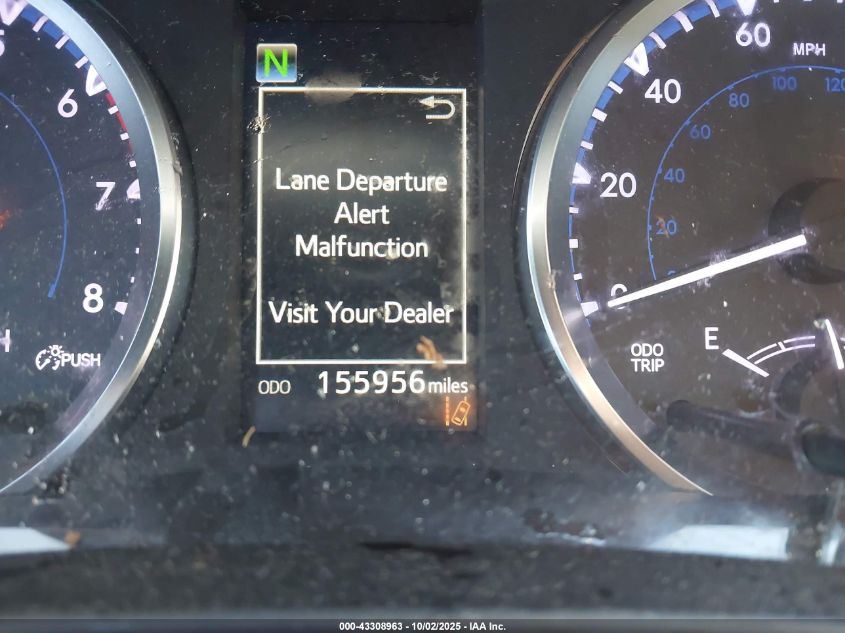 N
Lane Departure
Alert
Malfunction
Visit Your Dealer
ODO 155956 miles
6
7
8
PUSH
60
MPH
40
20
0
100
80
60
40
20
ODO
TRIP
E
000-43308963 - 10/02/2025 - IAA Inc.